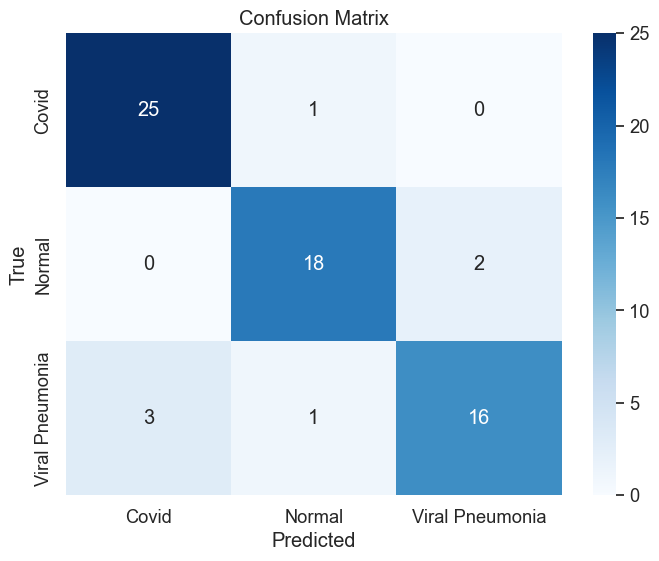 Confusion Matrix
True
Covid
25 1 0
Normal
0 18 2
Viral Pneumonia
3 1 16
Covid Normal Viral Pneumonia
Predicted
25
20
15
10
5
0